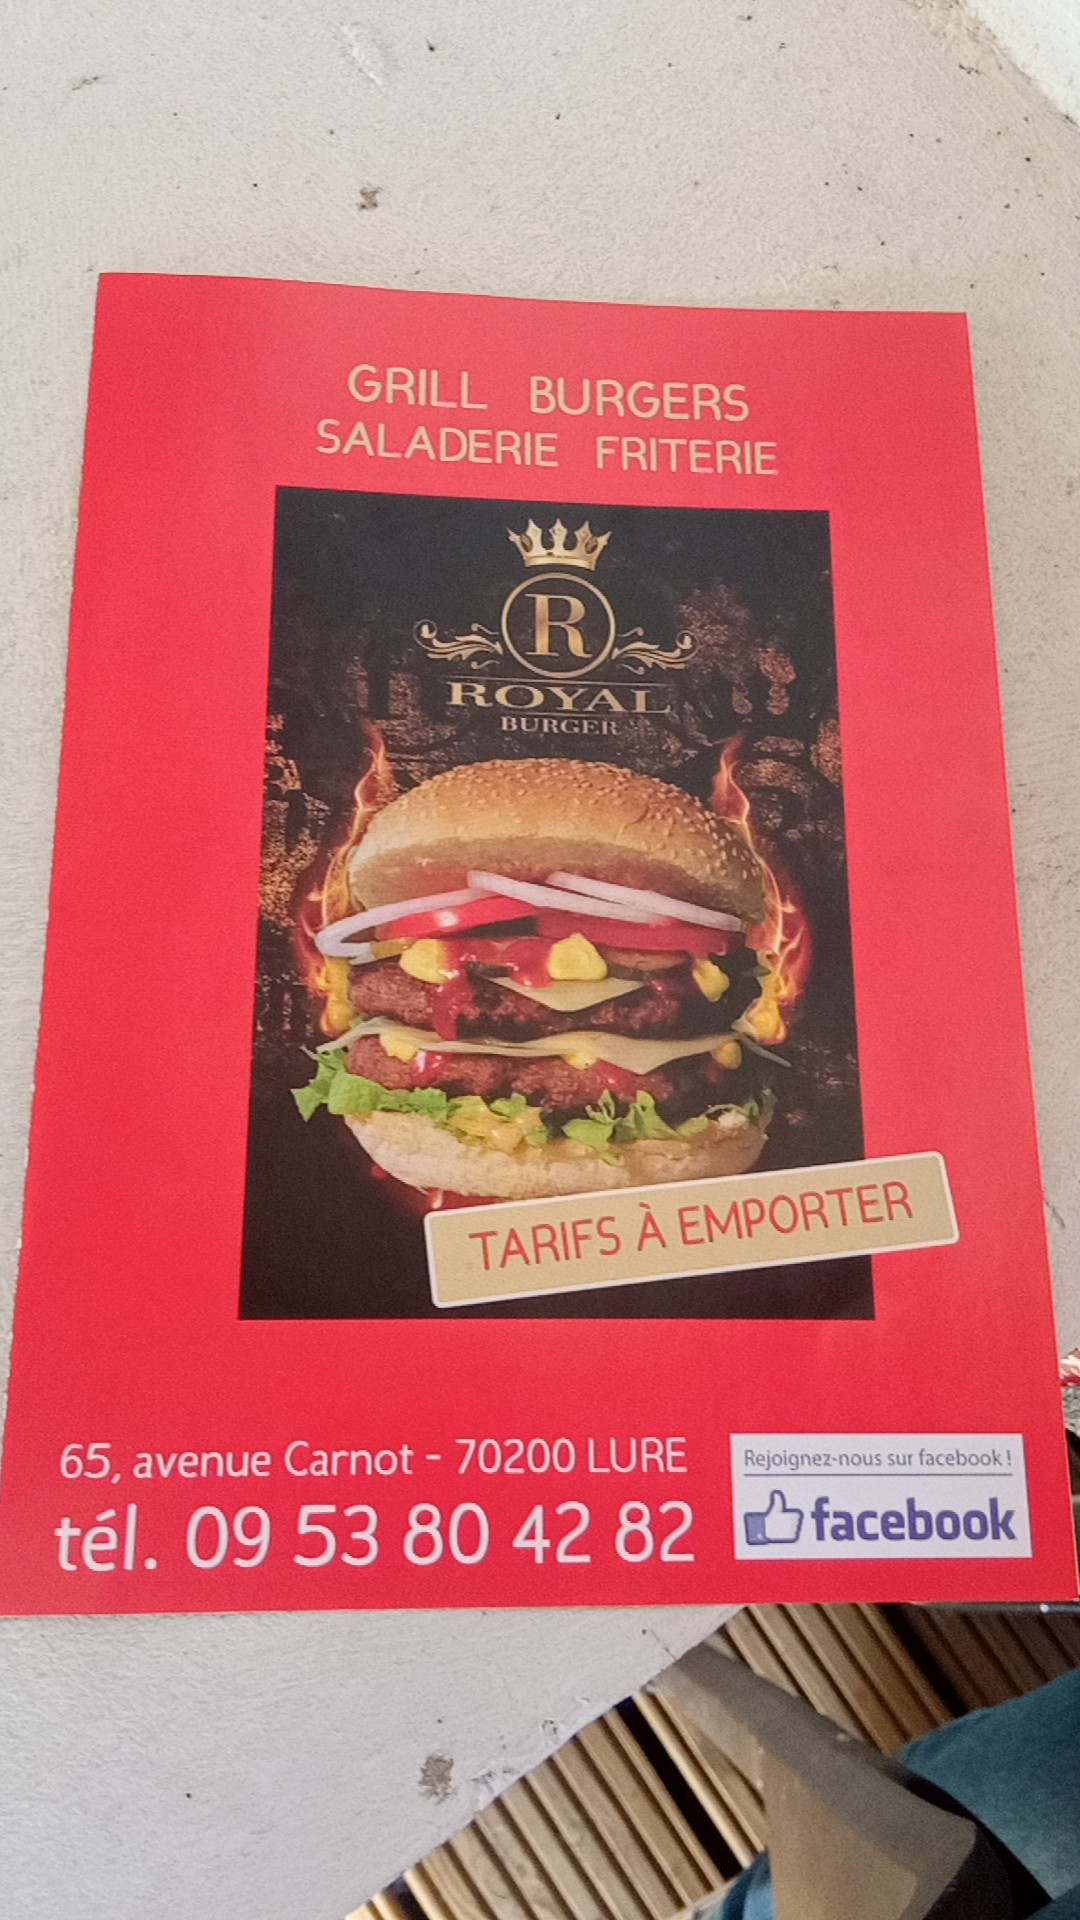 GRILL BURGERS
SALADERIE FRITERIE
R
ROYAL
BURGER
TARIFS À EMPORTER
65, avenue Carnot - 70200 LURE
tél. 09 53 80 42 82
Rejoignez-nous sur facebook !
facebook